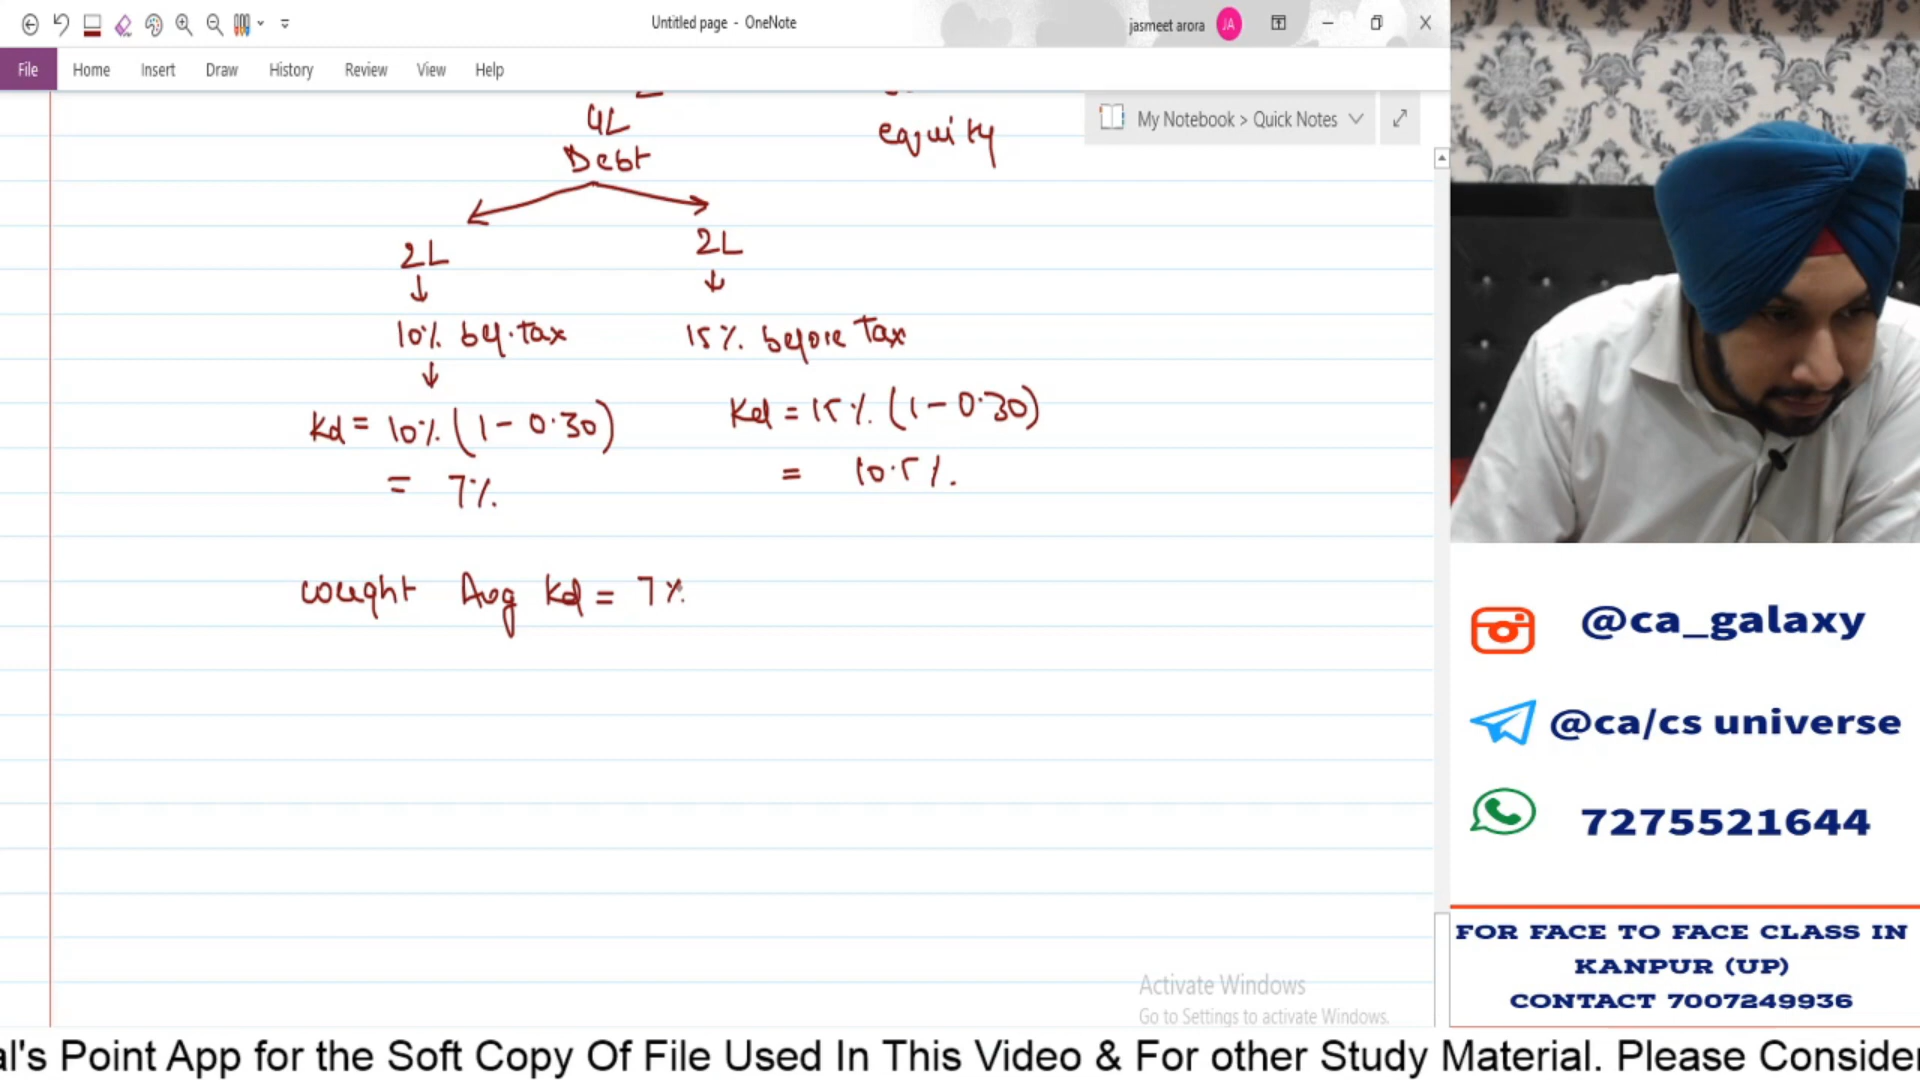 Untitled page - OneNote
jasmeet arora JA
File Home Insert Draw History Review View Help
My Notebook > Quick Notes
4L
Debt
equity
2L
2L
10% bef. tax
15% before Tax
Kd = 10% (1 - 0.30)
= 7%
Kd = 15% (1 - 0.30)
= 10.5%.
Avg Kd = 7%
@ca_galaxy
@ca/cs universe
7275521644
FOR FACE TO FACE CLASS IN
KANPUR (UP)
CONTACT 7007249936
Activate Windows
Go to Settings to activate Windows.
al's Point App for the Soft Copy Of File Used In This Video & For other Study Material. Please Consider